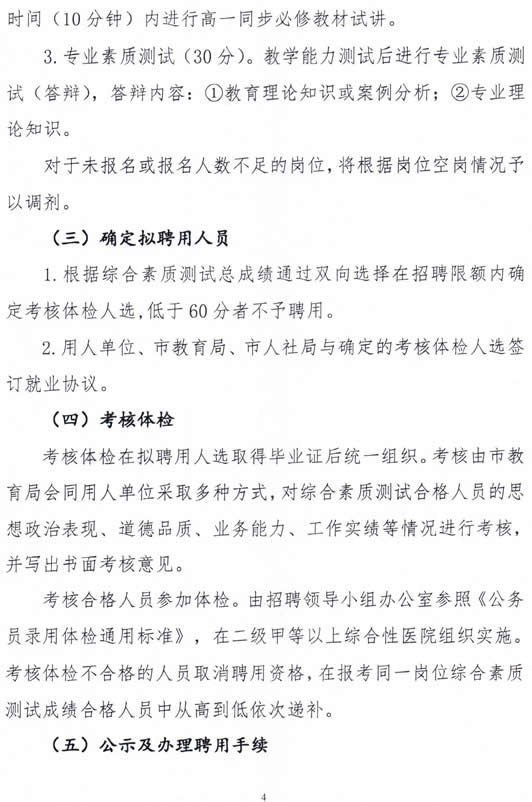 时间（10分钟）内进行高一同步必修教材试讲。
3.专业素质测试（30分）。教学能力测试后进行专业素质测
试（答辩），答辩内容：①教育理论知识或案例分析；②专业理
论知识。
对于未报名或报名人数不足的岗位，将根据岗位空岗情况予
以调剂。
（三）确定拟聘用人员
1.根据综合素质测试总成绩通过双向选择在招聘限额内确
定考核体检人选,低于60分者不予聘用。
2.用人单位、市教育局、市人社局与确定的考核体检人选签
订就业协议。
（四）考核体检
考核体检在拟聘用人选取得毕业证后统一组织。考核由市教
育局会同用人单位采取多种方式，对综合素质测试合格人员的思
想政治表现、道德品质、业务能力、工作实绩等情况进行考核，
并写出书面考核意见。
考核合格人员参加体检。由招聘领导小组办公室参照《公务
员录用体检通用标准》，在二级甲等以上综合性医院组织实施。
考核体检不合格的人员取消聘用资格，在报考同一岗位综合素质
测试成绩合格人员中从高到低依次递补。
（五）公示及办理聘用手续
4